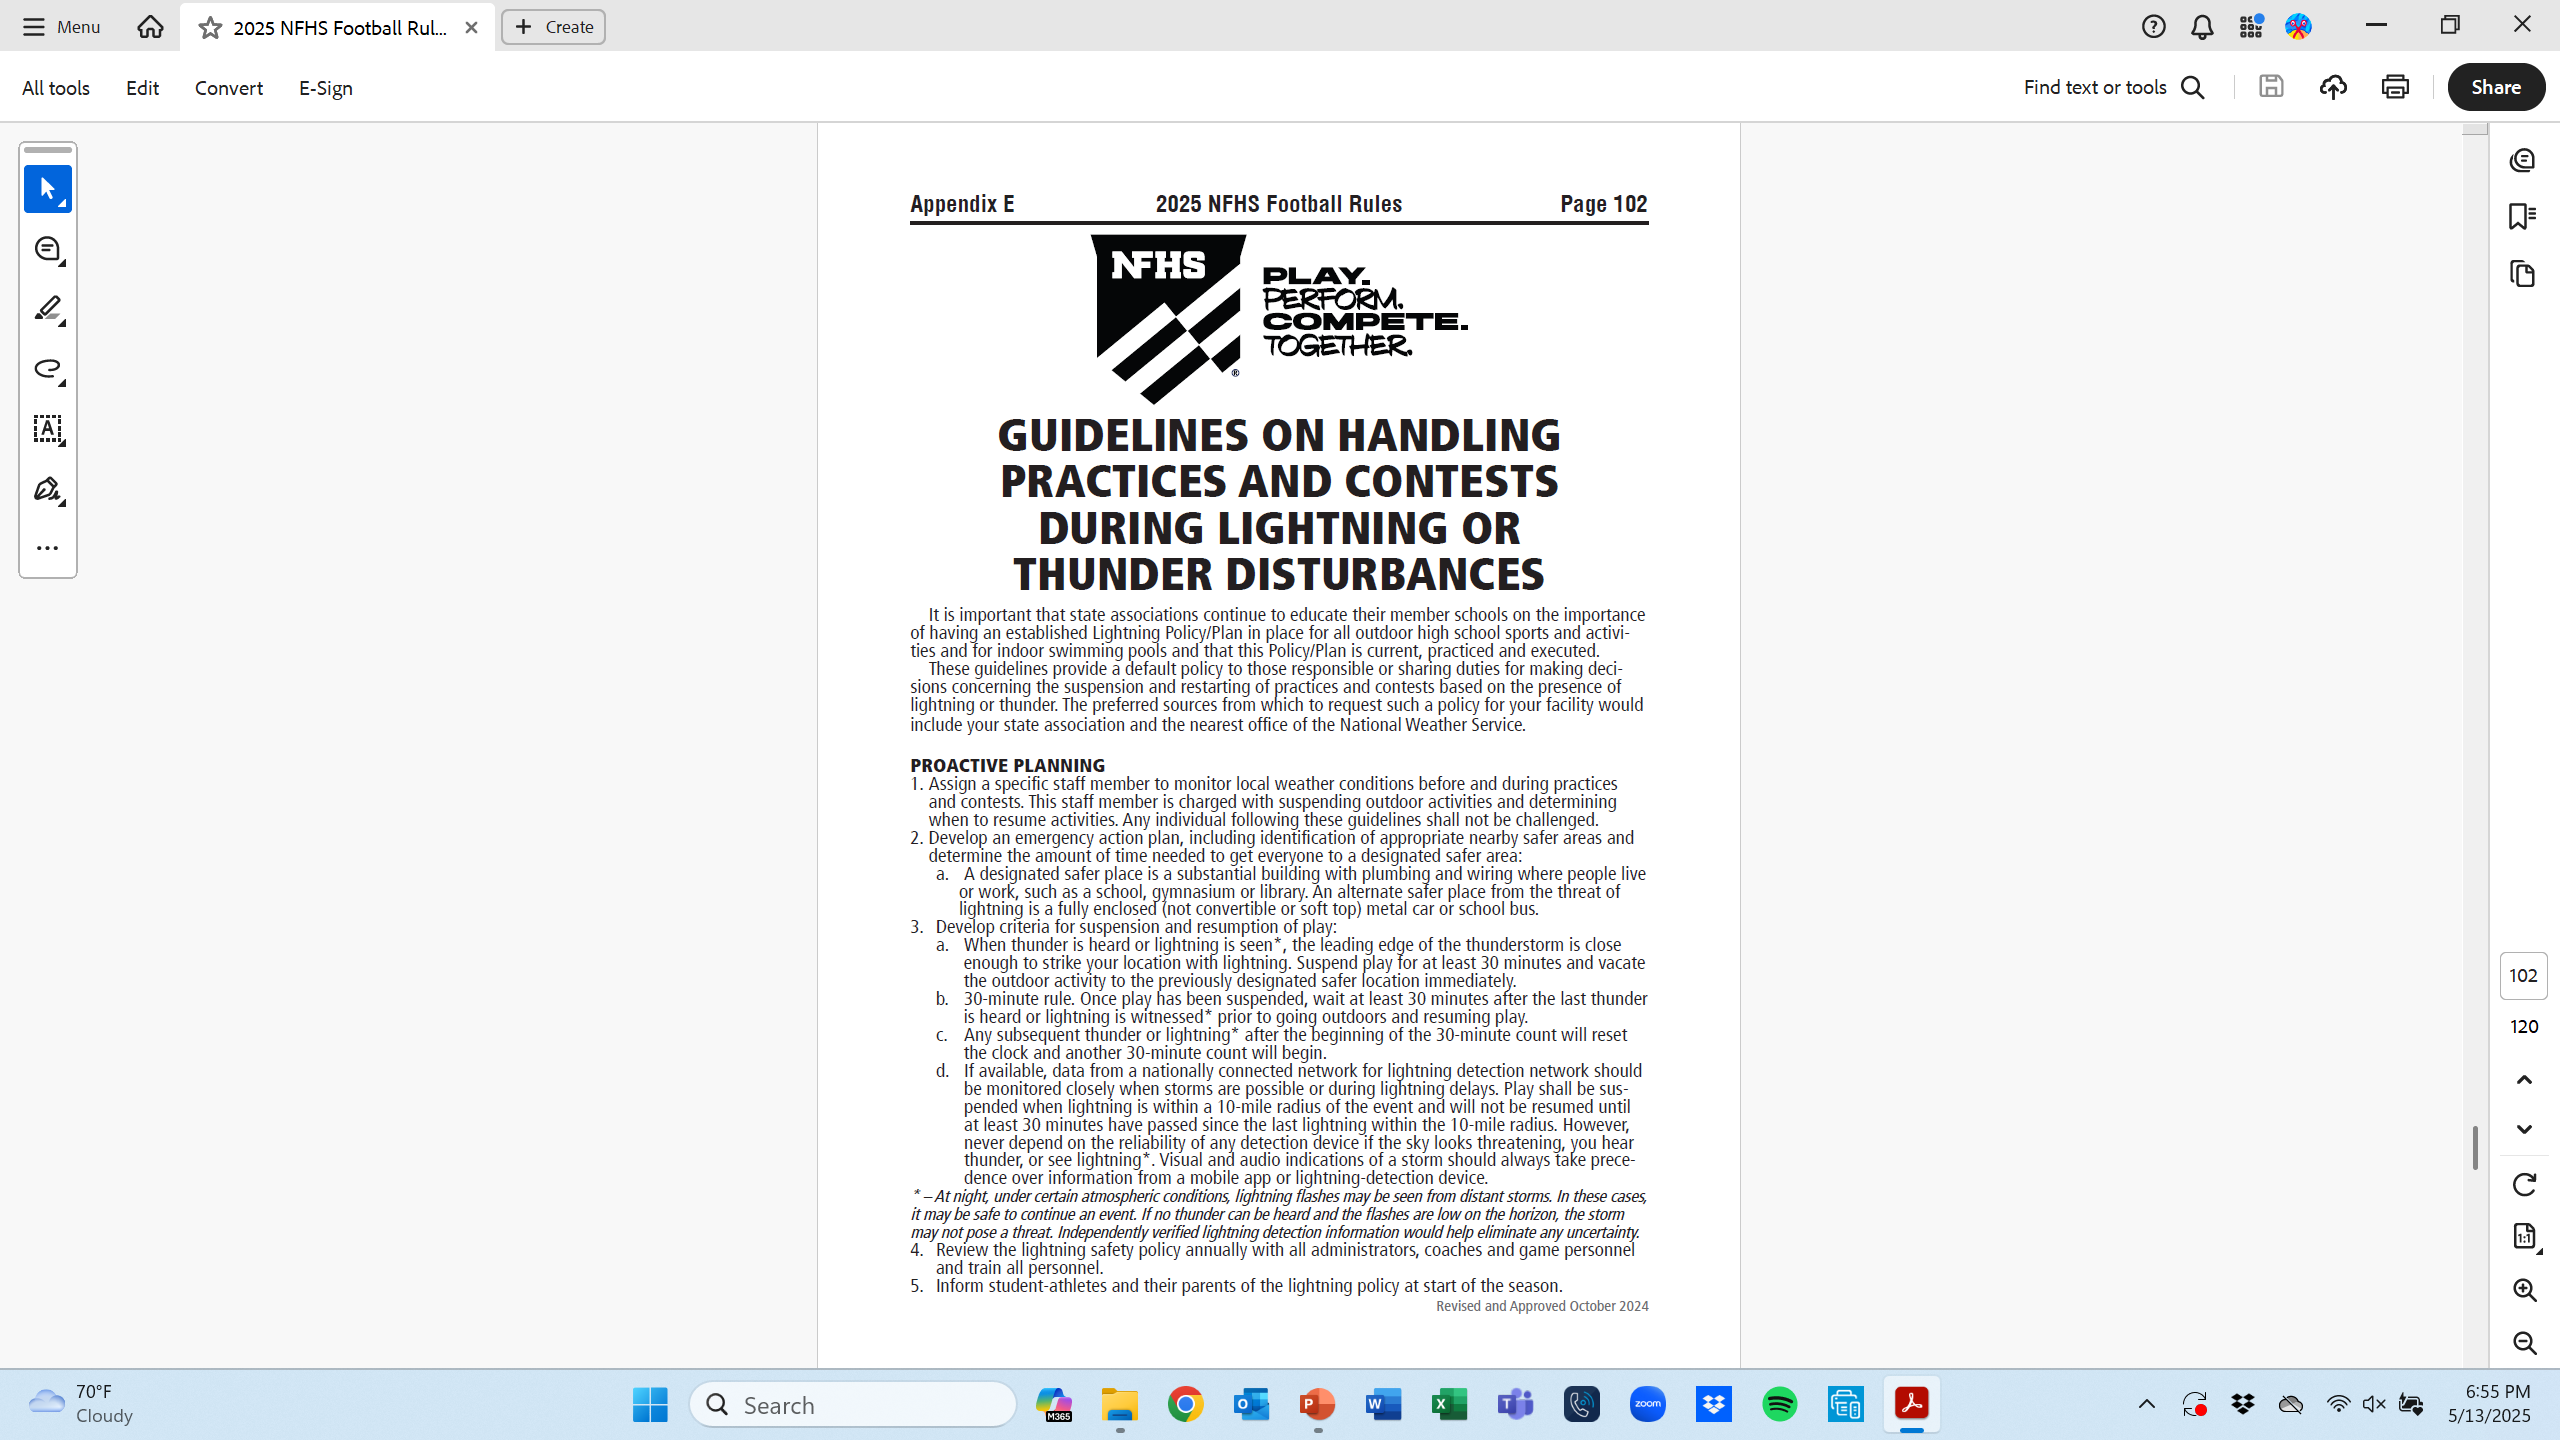 Menu
2025 NFHS Football Rul...
Create
All tools
Edit
Convert
E-Sign
Find text or tools
Share
Appendix E 2025 NFHS Football Rules Page 102
NFHS
®
PLAY.
PERFORM.
COMPETE.
TOGETHER.
GUIDELINES ON HANDLING
PRACTICES AND CONTESTS
DURING LIGHTNING OR
THUNDER DISTURBANCES
It is important that state associations continue to educate their member schools on the importance
of having an established Lightning Policy/Plan in place for all outdoor high school sports and activi-
ties and for indoor swimming pools and that this Policy/Plan is current, practiced and executed.
These guidelines provide a default policy to those responsible or sharing duties for making deci-
sions concerning the suspension and restarting of practices and contests based on the presence of
lightning or thunder. The preferred sources from which to request such a policy for your facility would
include your state association and the nearest office of the National Weather Service.
PROACTIVE PLANNING
1. Assign a specific staff member to monitor local weather conditions before and during practices
and contests. This staff member is charged with suspending outdoor activities and determining
when to resume activities. Any individual following these guidelines shall not be challenged.
2. Develop an emergency action plan, including identification of appropriate nearby safer areas and
determine the amount of time needed to get everyone to a designated safer area:
a. A designated safer place is a substantial building with plumbing and wiring where people live
or work, such as a school, gymnasium or library. An alternate safer place from the threat of
lightning is a fully enclosed (not convertible or soft top) metal car or school bus.
3. Develop criteria for suspension and resumption of play:
a. When thunder is heard or lightning is seen*, the leading edge of the thunderstorm is close
enough to strike your location with lightning. Suspend play for at least 30 minutes and vacate
the outdoor activity to the previously designated safer location immediately.
b. 30-minute rule. Once play has been suspended, wait at least 30 minutes after the last thunder
is heard or lightning is witnessed* prior to going outdoors and resuming play.
c. Any subsequent thunder or lightning* after the beginning of the 30-minute count will reset
the clock and another 30-minute count will begin.
d. If available, data from a nationally connected network for lightning detection network should
be monitored closely when storms are possible or during lightning delays. Play shall be sus-
pended when lightning is within a 10-mile radius of the event and will not be resumed until
at least 30 minutes have passed since the last lightning within the 10-mile radius. However,
never depend on the reliability of any detection device if the sky looks threatening, you hear
thunder, or see lightning*. Visual and audio indications of a storm should always take prece-
dence over information from a mobile app or lightning-detection device.
* – At night, under certain atmospheric conditions, lightning flashes may be seen from distant storms. In these cases,
it may be safe to continue an event. If no thunder can be heard and the flashes are low on the horizon, the storm
may not pose a threat. Independently verified lightning detection information would help eliminate any uncertainty.
4. Review the lightning safety policy annually with all administrators, coaches and game personnel
and train all personnel.
5. Inform student-athletes and their parents of the lightning policy at start of the season.
Revised and Approved October 2024
102
120
1:1
70°F
Cloudy
Search
M365
zoom
6:55 PM
5/13/2025